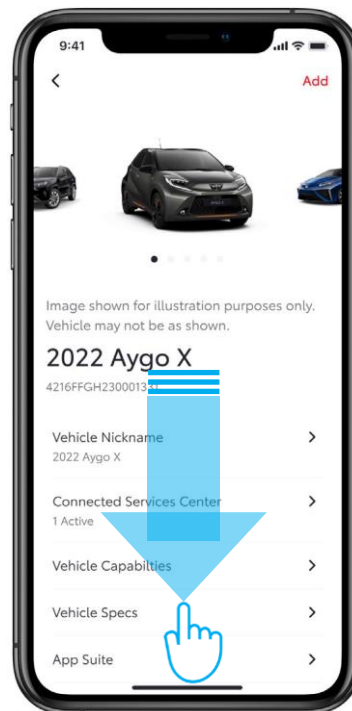 9:41
Add
Image shown for illustration purposes only.
Vehicle may not be as shown.
2022 Aygo X
Vehicle Nickname
2022 Aygo X
Connected Services Center
1 Active
Vehicle Capabilties
Vehicle Specs
App Suite